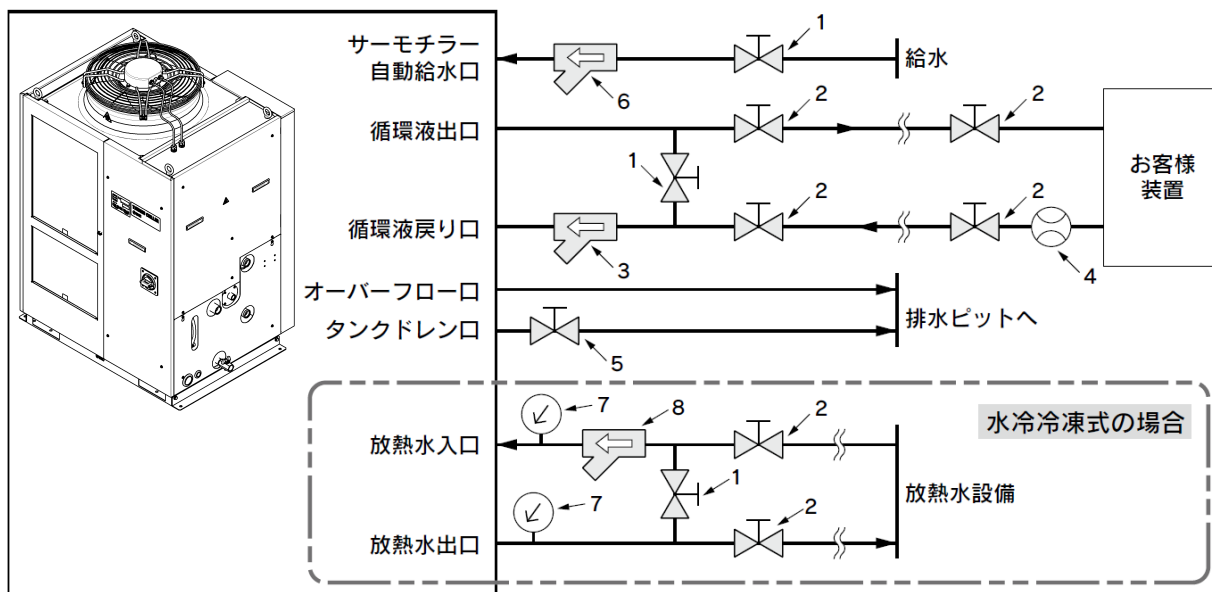 サーモチラー
自動給水口
6
1
給水
循環液出口
2
2
1
お客様
装置
循環液戻り口
3
2
2
4
オーバーフロー口
タンクドレン口
5
排水ピットへ
水冷冷凍式の場合
放熱水入口
7
8
2
1
放熱水設備
7
2
放熱水出口